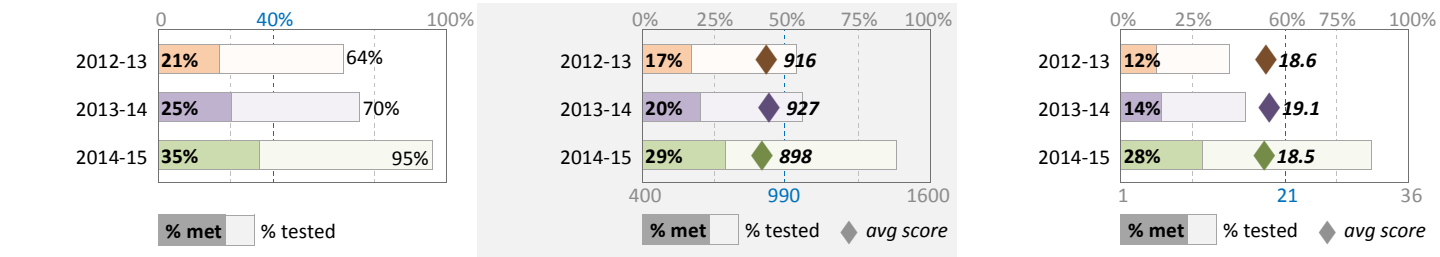 0 40% 100%
2012-13 21% 64%
2013-14 25% 70%
2014-15 35% 95%
% met % tested
0% 25% 50% 75% 100%
2012-13 17% 916
2013-14 20% 927
2014-15 29% 898
400 990 1600
% met % tested avg score
0% 25% 60% 75% 100%
2012-13 12% 18.6
2013-14 14% 19.1
2014-15 28% 18.5
1 21 36
% met % tested avg score